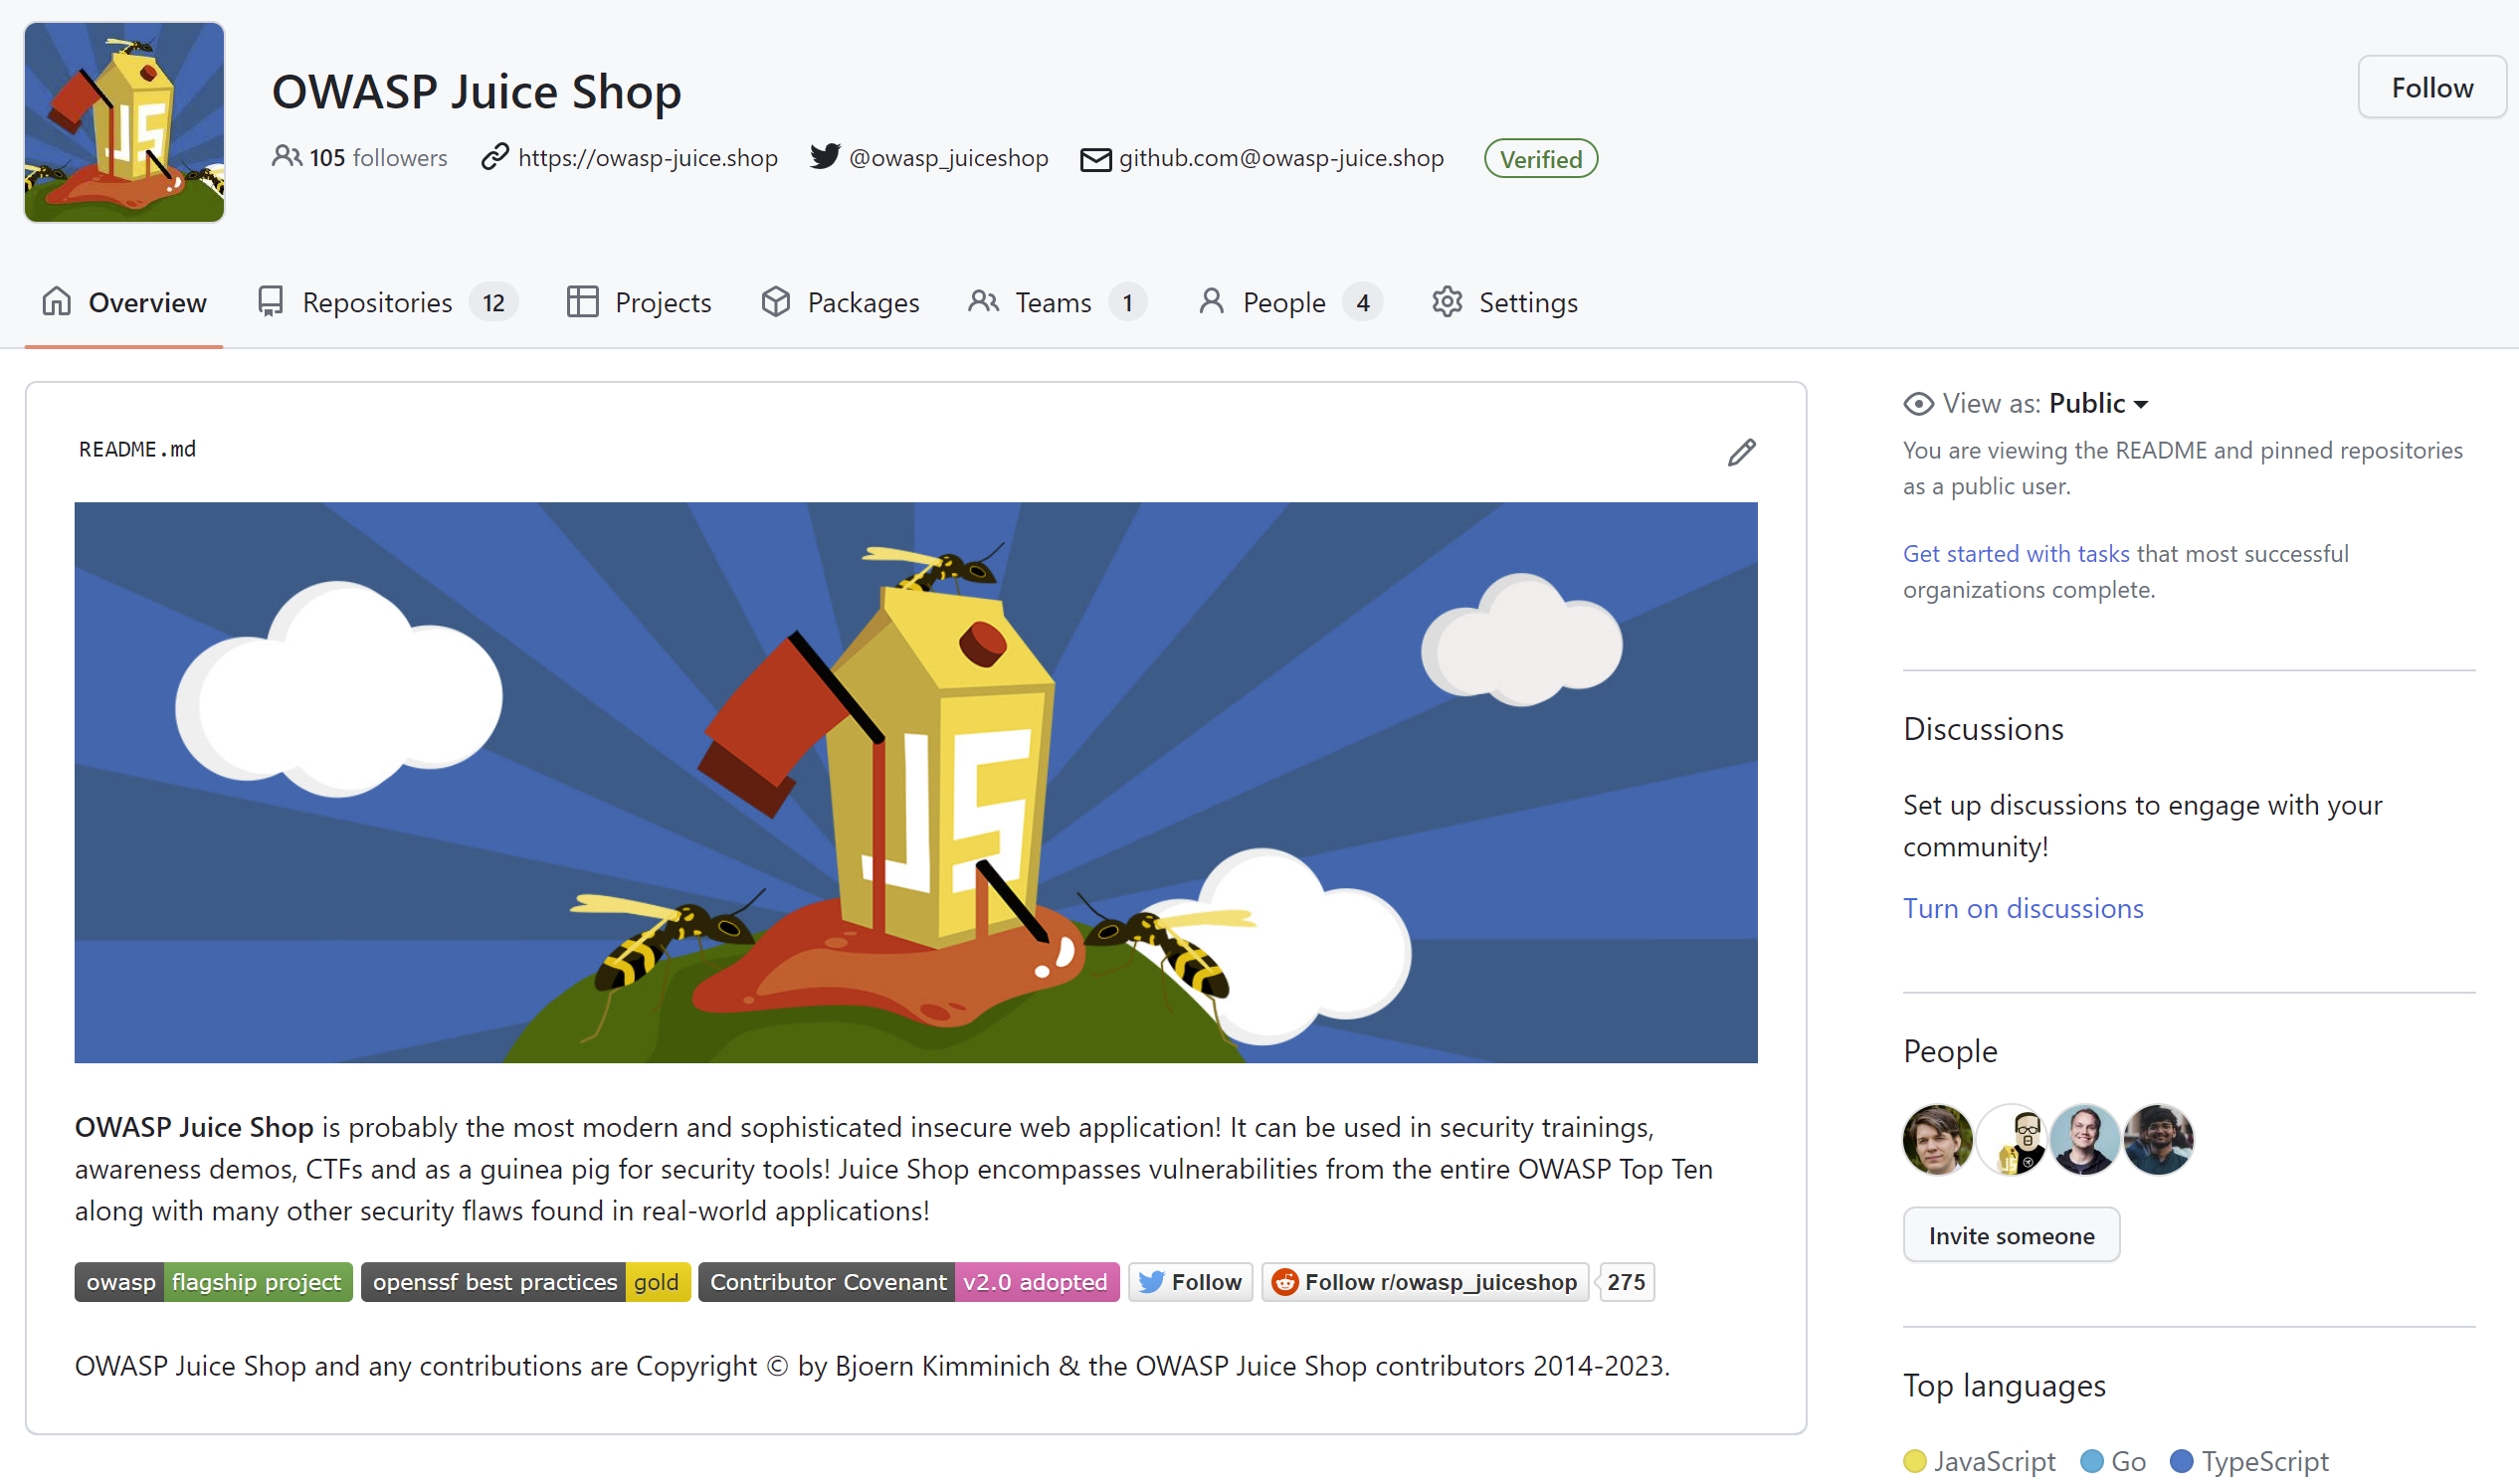 JS
OWASP Juice Shop
Follow
105 followers https://owasp-juice.shop @owasp_juiceshop github.com@owasp-juice.shop Verified
Overview Repositories 12 Projects Packages Teams 1 People 4 Settings
README.md
JS
OWASP Juice Shop is probably the most modern and sophisticated insecure web application! It can be used in security trainings,
awareness demos, CTFs and as a guinea pig for security tools! Juice Shop encompasses vulnerabilities from the entire OWASP Top Ten
along with many other security flaws found in real-world applications!
owasp flagship project openssf best practices gold Contributor Covenant v2.0 adopted Follow Follow r/owasp_juiceshop 275
OWASP Juice Shop and any contributions are Copyright © by Bjoern Kimminich & the OWASP Juice Shop contributors 2014-2023.
View as: Public
You are viewing the README and pinned repositories
as a public user.
Get started with tasks that most successful
organizations complete.
Discussions
Set up discussions to engage with your
community!
Turn on discussions
People
JS
Invite someone
Top languages
JavaScript Go TypeScript